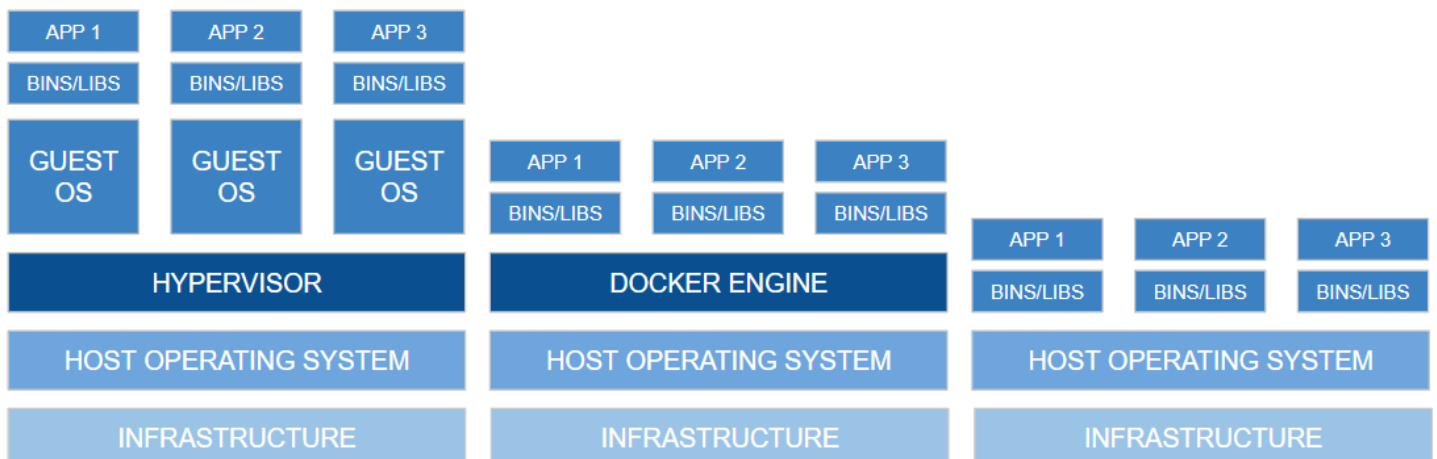 APP 1
APP 2
APP 3
BINS/LIBS
BINS/LIBS
BINS/LIBS
GUEST
OS
GUEST
OS
GUEST
OS
HYPERVISOR
HOST OPERATING SYSTEM
INFRASTRUCTURE
APP 1
APP 2
APP 3
BINS/LIBS
BINS/LIBS
BINS/LIBS
DOCKER ENGINE
HOST OPERATING SYSTEM
INFRASTRUCTURE
APP 1
APP 2
APP 3
BINS/LIBS
BINS/LIBS
BINS/LIBS
HOST OPERATING SYSTEM
INFRASTRUCTURE